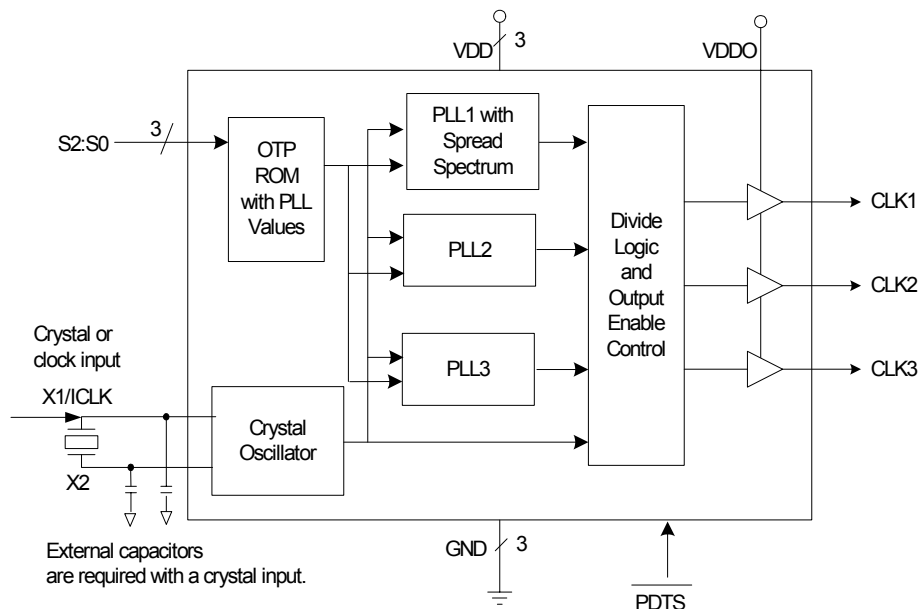 VDD
3
VDDO
S2:S0
3
OTP
ROM
with PLL
Values
PLL1 with
Spread
Spectrum
PLL2
PLL3
Divide
Logic
and
Output
Enable
Control
CLK1
CLK2
CLK3
Crystal or
clock input
X1/ICLK
X2
Crystal
Oscillator
External capacitors
are required with a crystal input.
GND
3
PDTS